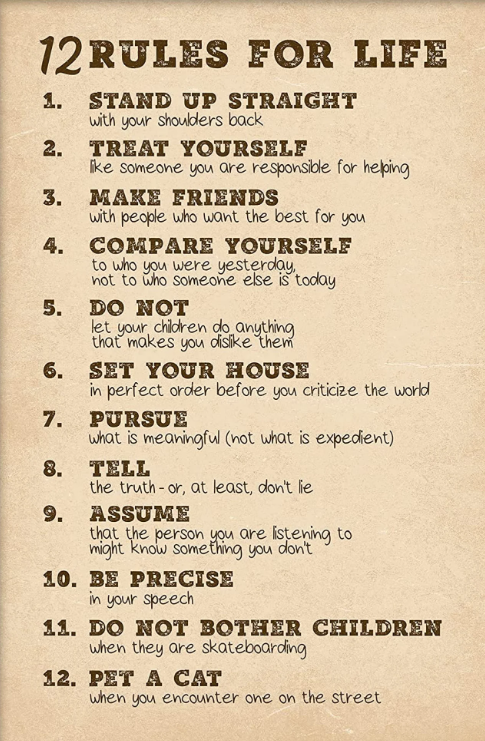 12 RULES FOR LIFE
1. STAND UP STRAIGHT
with your shoulders back
2. TREAT YOURSELF
like someone you are responsible for helping
3. MAKE FRIENDS
with people who want the best for you
4. COMPARE YOURSELF
to who you were yesterday,
not to who someone else is today
5. DO NOT
let your children do anything
that makes you dislike them
6. SET YOUR HOUSE
in perfect order before you criticize the world
7. PURSUE
what is meaningful (not what is expedient)
8. TELL
the truth - or, at least, don't lie
9. ASSUME
that the person you are listening to
might know something you don't
10. BE PRECISE
in your speech
11. DO NOT BOTHER CHILDREN
when they are skateboarding
12. PET A CAT
when you encounter one on the street